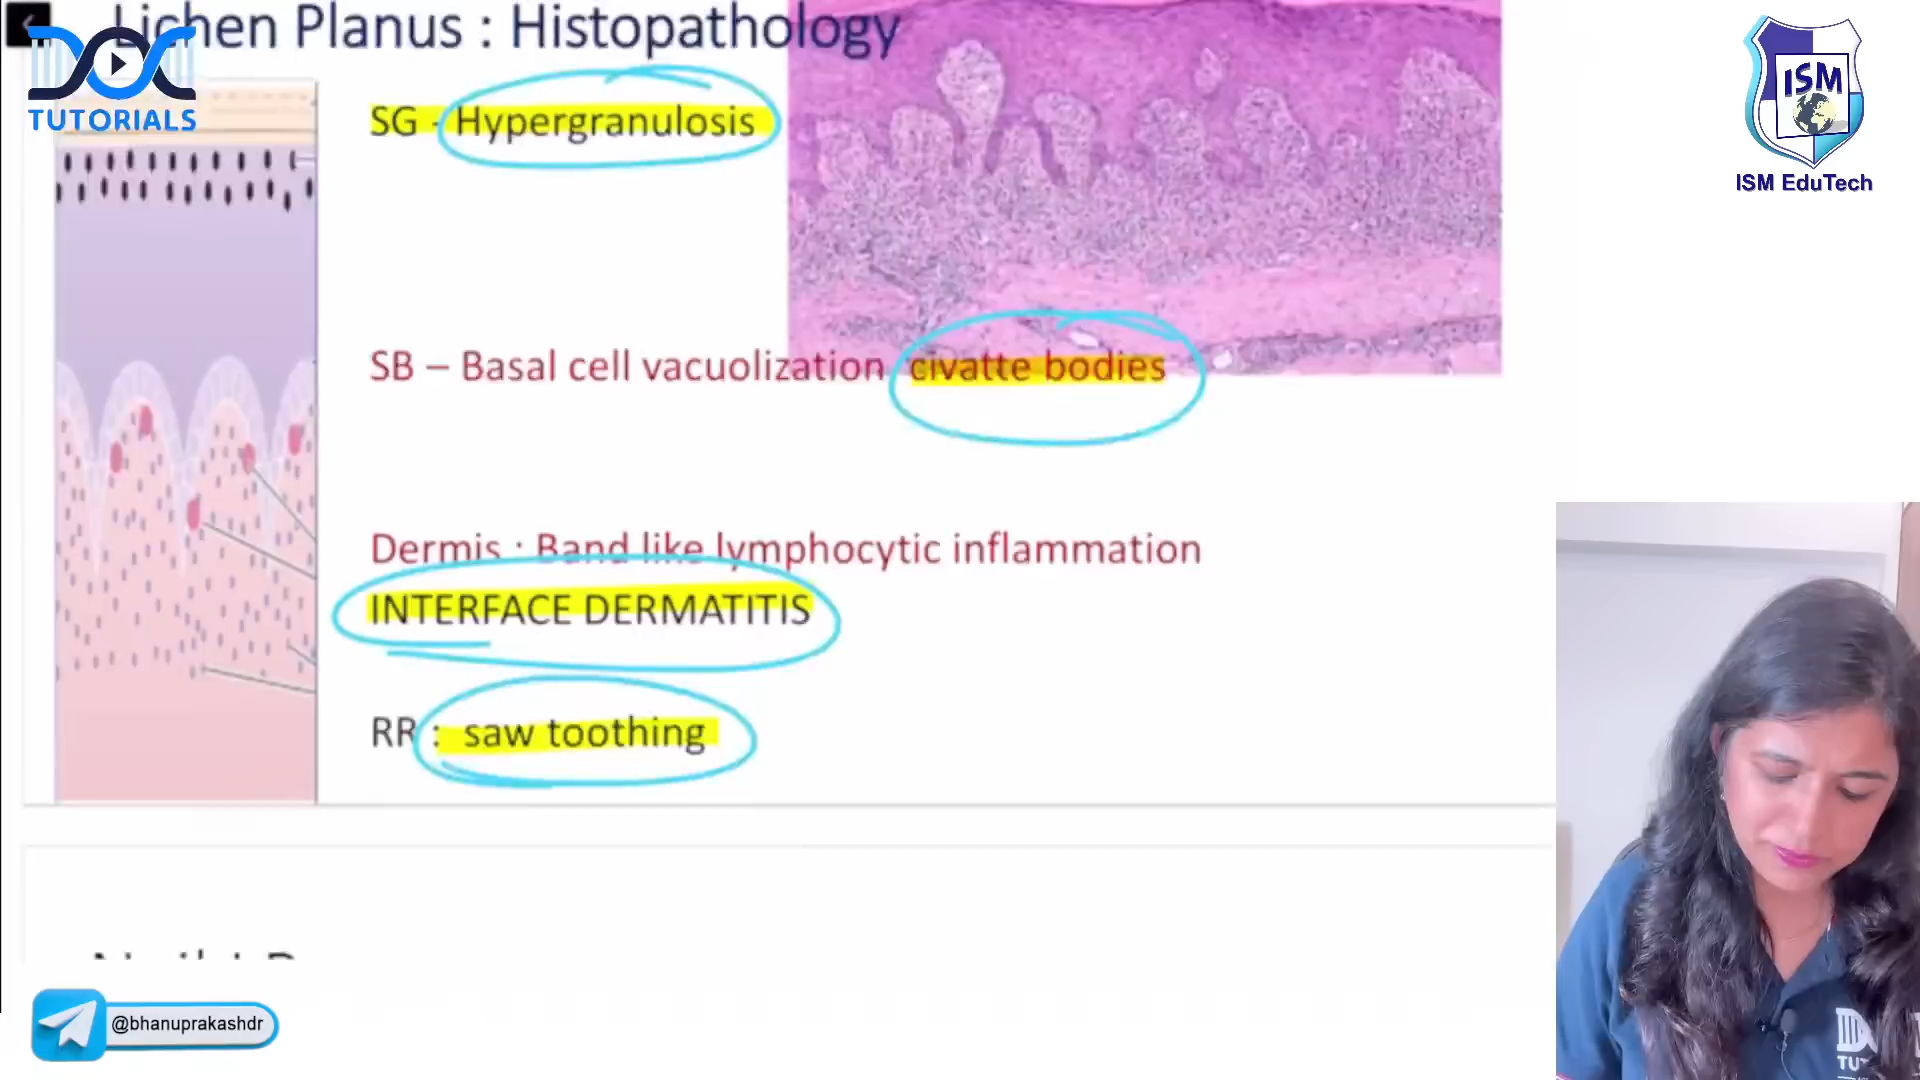 Lichen Planus : Histopathology
DOC
TUTORIALS
SG - Hypergranulosis
ISM
ISM EduTech
SB – Basal cell vacuolization civatte bodies
Dermis : Band like lymphocytic inflammation
INTERFACE DERMATITIS
RR : saw toothing
@bhanuprakashdr